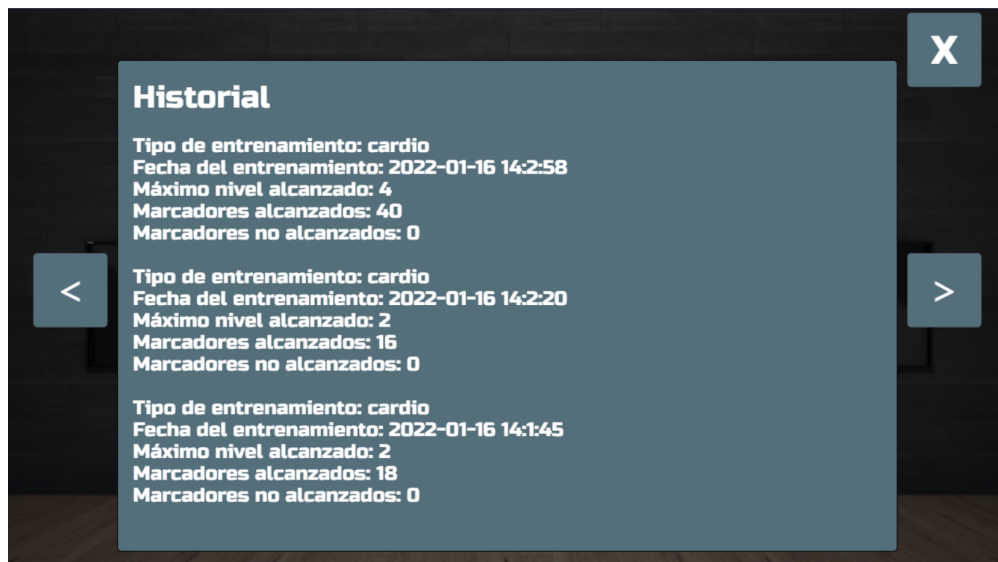 X
Historial
Tipo de entrenamiento: cardio
Fecha del entrenamiento: 2022-01-16 14:2:58
Máximo nivel alcanzado: 4
Marcadores alcanzados: 40
Marcadores no alcanzados: 0
Tipo de entrenamiento: cardio
Fecha del entrenamiento: 2022-01-16 14:2:20
Máximo nivel alcanzado: 2
Marcadores alcanzados: 16
Marcadores no alcanzados: 0
<
>
Tipo de entrenamiento: cardio
Fecha del entrenamiento: 2022-01-16 14:1:45
Máximo nivel alcanzado: 2
Marcadores alcanzados: 18
Marcadores no alcanzados: 0